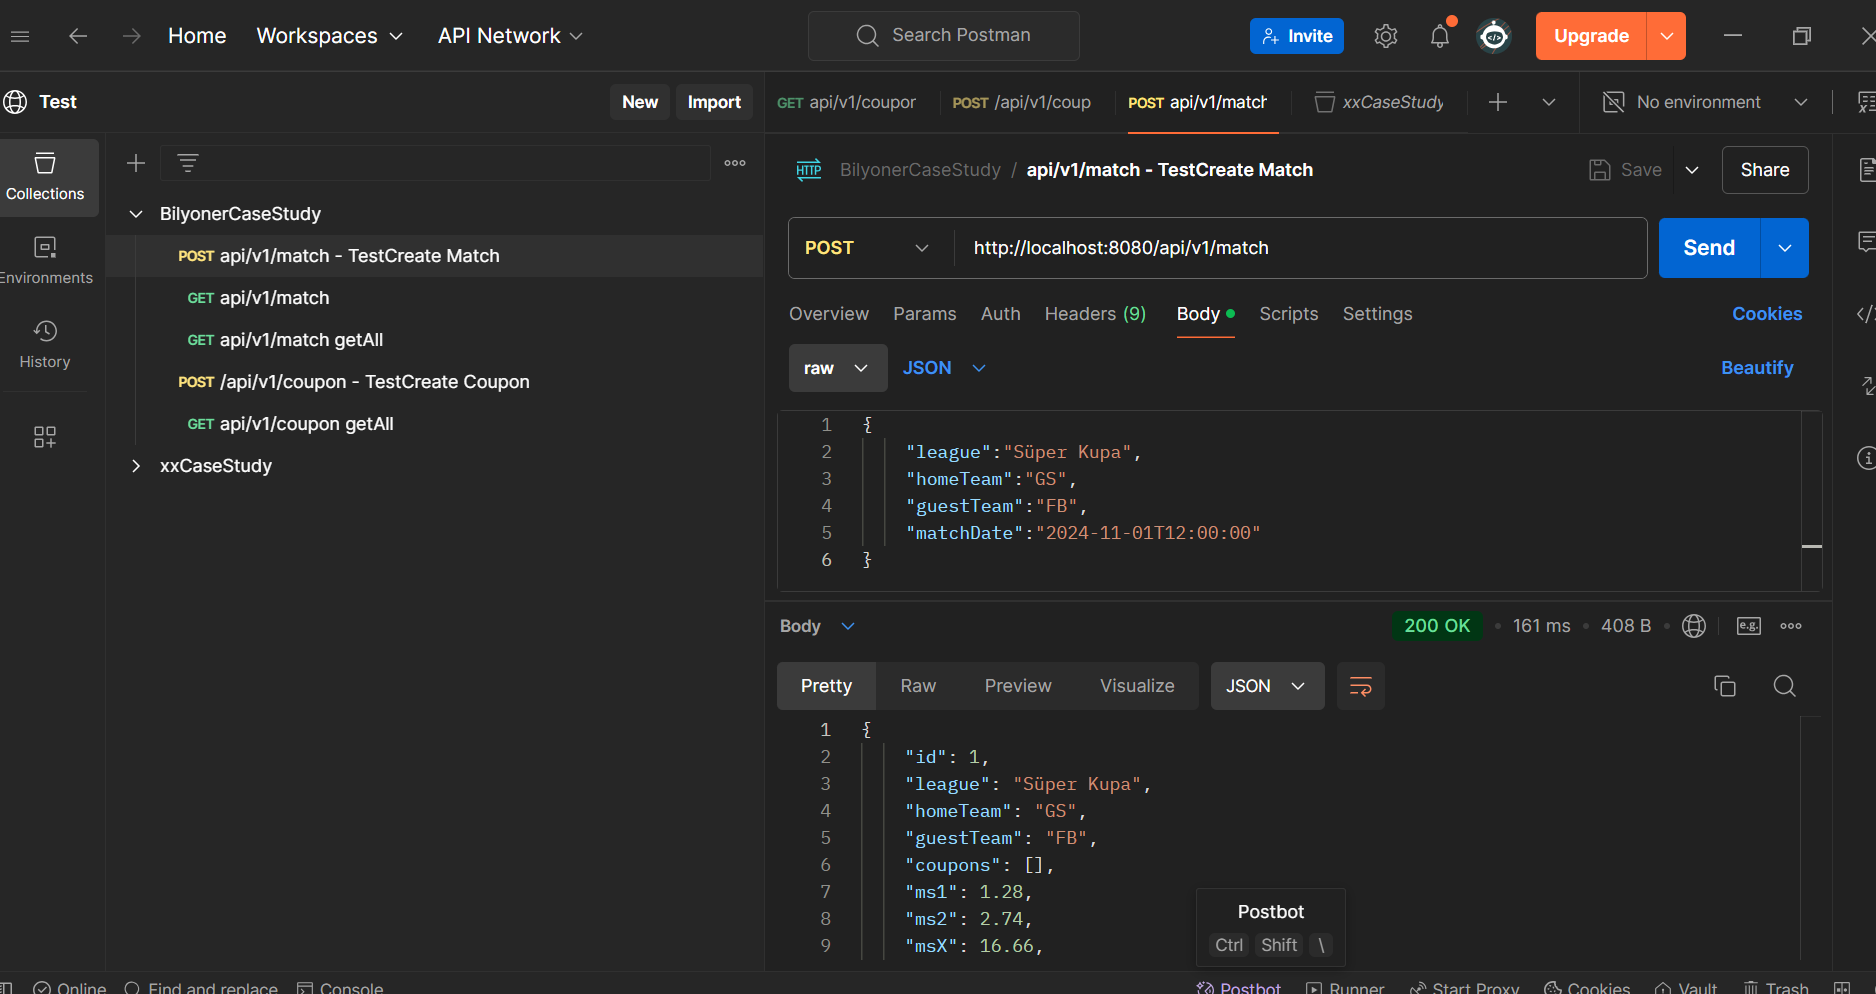 Home Workspaces API Network Search Postman Invite Upgrade
Test New Import
GET api/v1/coupor POST /api/v1/coup POST api/v1/match xxCaseStudy No environment
Collections
Environments
History
BilyonerCaseStudy
POST api/v1/match - TestCreate Match
GET api/v1/match
GET api/v1/match getAll
POST /api/v1/coupon - TestCreate Coupon
GET api/v1/coupon getAll
xxCaseStudy
HTTP BilyonerCaseStudy / api/v1/match - TestCreate Match Save Share
POST http://localhost:8080/api/v1/match Send
Overview Params Auth Headers (9) Body Scripts Settings Cookies
raw JSON Beautify
1 {
2 "league":"Süper Kupa",
3 "homeTeam":"GS",
4 "guestTeam":"FB",
5 "matchDate":"2024-11-01T12:00:00"
6 }
Body 200 OK • 161 ms • 408 B • e.g.
Pretty Raw Preview Visualize JSON
1 {
2 "id": 1,
3 "league": "Süper Kupa",
4 "homeTeam": "GS",
5 "guestTeam": "FB",
6 "coupons": [],
7 "ms1": 1.28,
8 "ms2": 2.74,
9 "msX": 16.66,
Postbot
Ctrl Shift \
Online Find and replace Console Postbot Runner Start Proxy Cookies Vault Trash